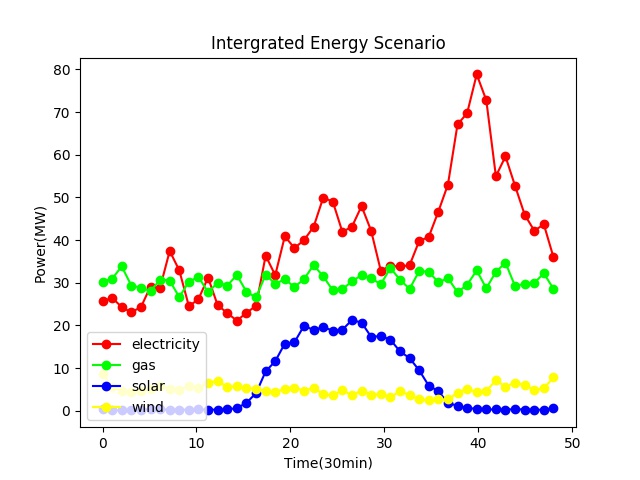 Intergrated Energy Scenario
Power(MW)
80
70
60
50
40
30
20
10
0
electricity
gas
solar
wind
0 10 20 30 40 50
Time(30min)